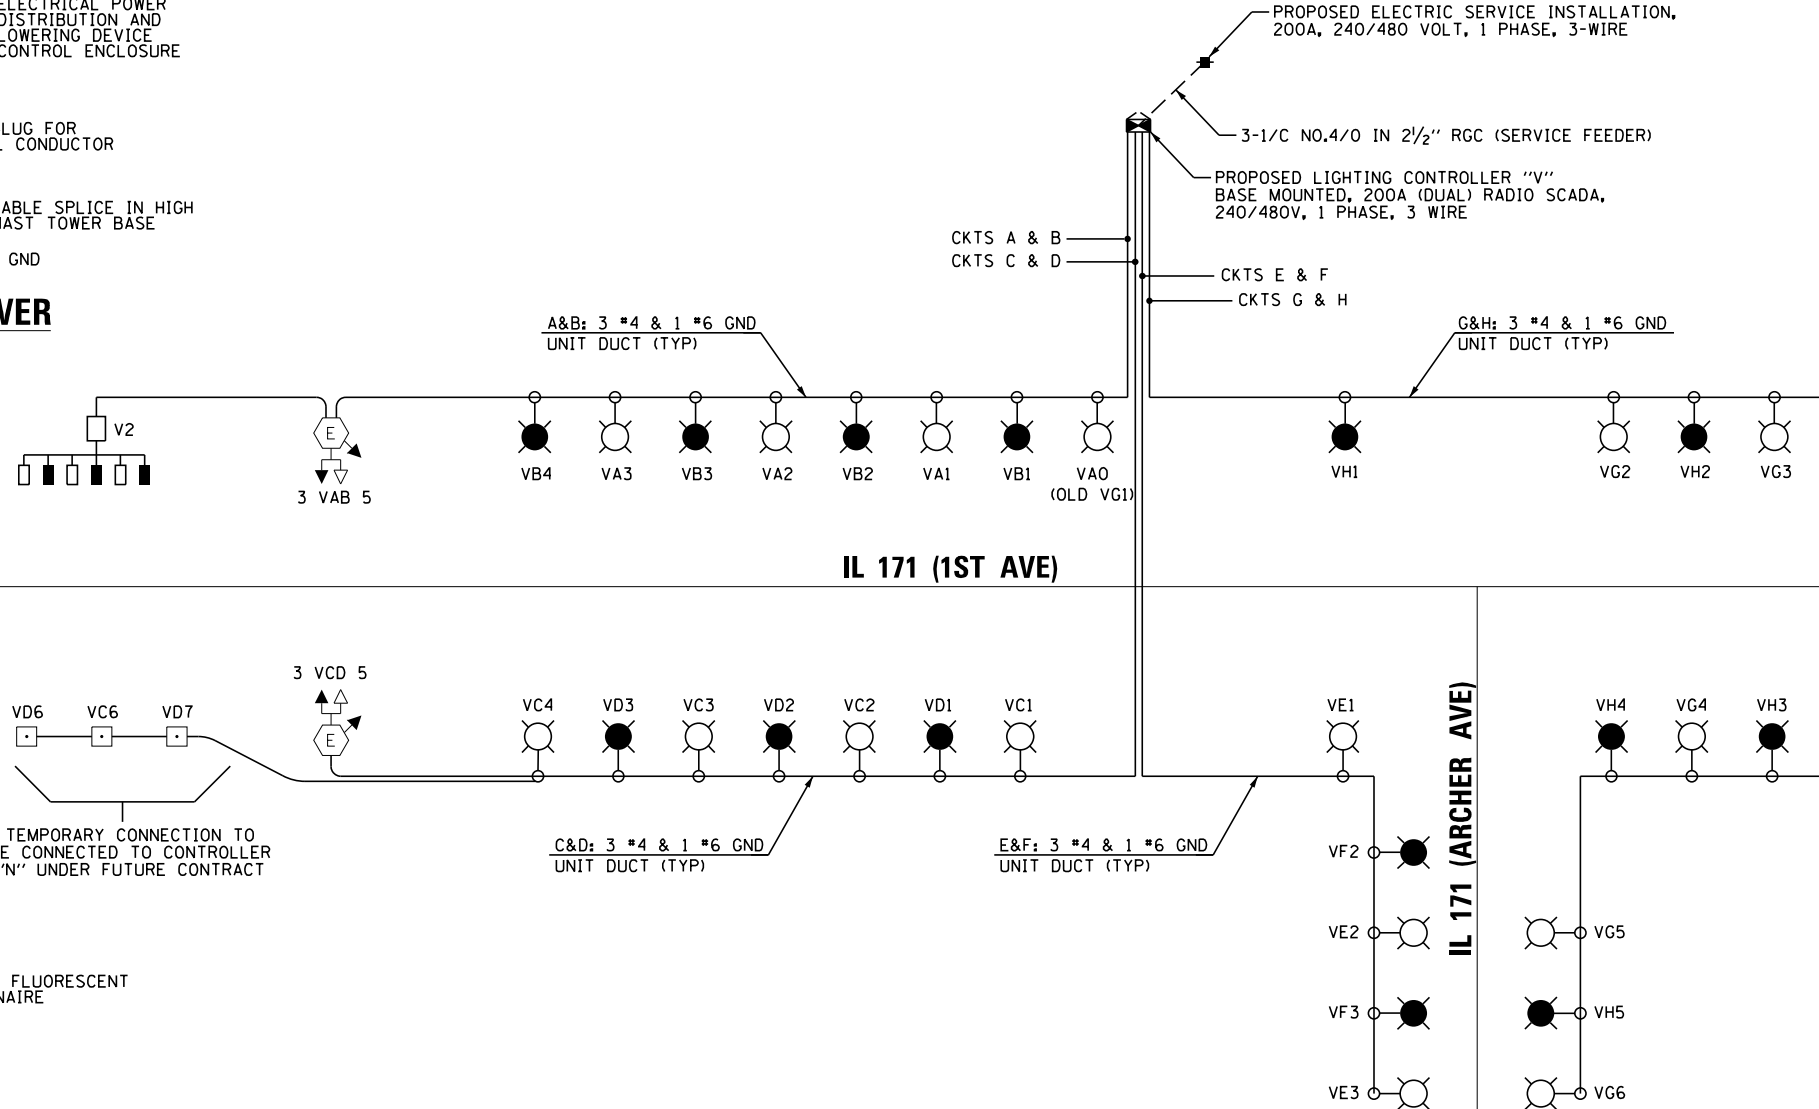 ELECTRICAL POWER
DISTRIBUTION AND
LOWERING DEVICE
CONTROL ENCLOSURE
LUG FOR
CONDUCTOR
ABLE SPLICE IN HIGH
MAST TOWER BASE
GND
VER
PROPOSED ELECTRIC SERVICE INSTALLATION,
200A, 240/480 VOLT, 1 PHASE, 3-WIRE
3-1/C NO.4/0 IN 2½" RGC (SERVICE FEEDER)
PROPOSED LIGHTING CONTROLLER "V"
BASE MOUNTED, 200A (DUAL) RADIO SCADA,
240/480V, 1 PHASE, 3 WIRE
CKTS A & B
CKTS C & D
CKTS E & F
CKTS G & H
A&B: 3 #4 & 1 #6 GND
UNIT DUCT (TYP)
G&H: 3 #4 & 1 #6 GND
UNIT DUCT (TYP)
V2
E
3 VAB 5
VB4 VA3 VB3 VA2 VB2 VA1 VB1 VA0
(OLD VG1)
VH1 VG2 VH2 VG3
IL 171 (1ST AVE)
3 VCD 5
E
VD6 VC6 VD7
VC4 VD3 VC3 VD2 VC2 VD1 VC1 VE1
VH4 VG4 VH3
IL 171 (ARCHER AVE)
TEMPORARY CONNECTION TO
E CONNECTED TO CONTROLLER
"N" UNDER FUTURE CONTRACT
C&D: 3 #4 & 1 #6 GND
UNIT DUCT (TYP)
E&F: 3 #4 & 1 #6 GND
UNIT DUCT (TYP)
VF2
VE2
VF3
VE3
VG5
VH5
VG6
FLUORESCENT
NAIRE